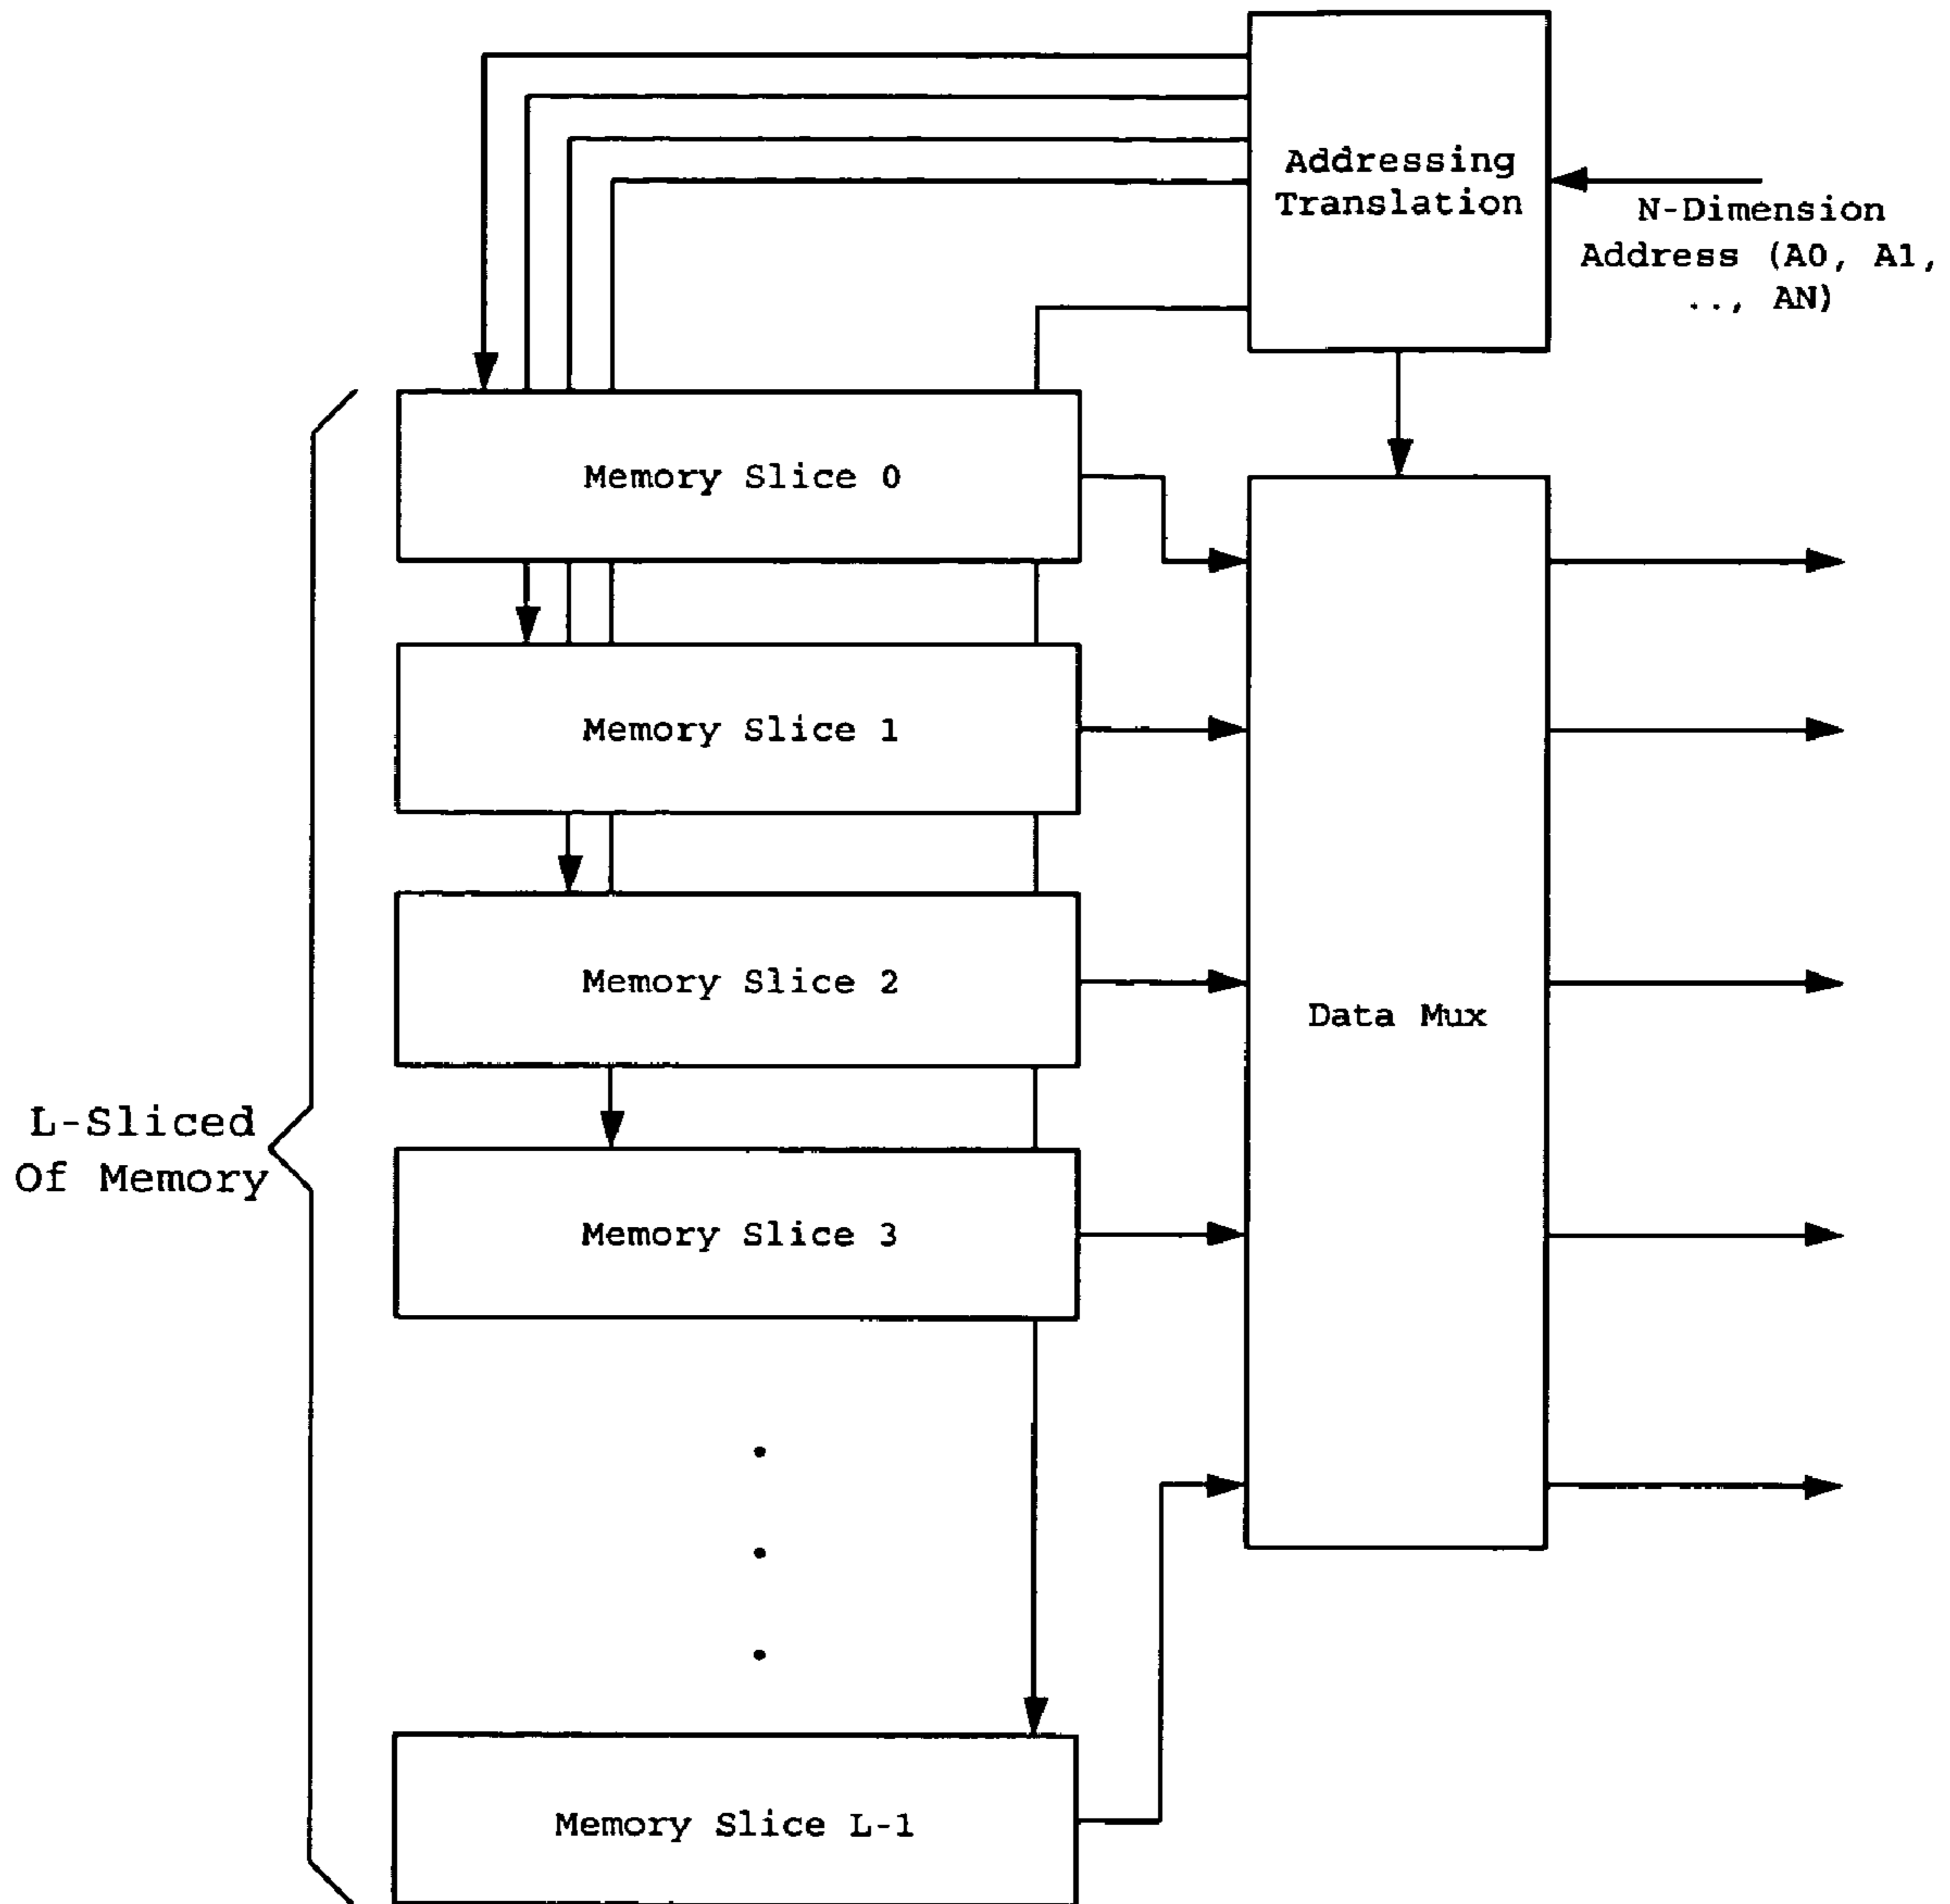 Addressing
Translation
N-Dimension
Address (A0, A1,
.., AN)
Memory Slice 0
Memory Slice 1
Memory Slice 2
Data Mux
L-Sliced
Of Memory
Memory Slice 3
Memory Slice L-1